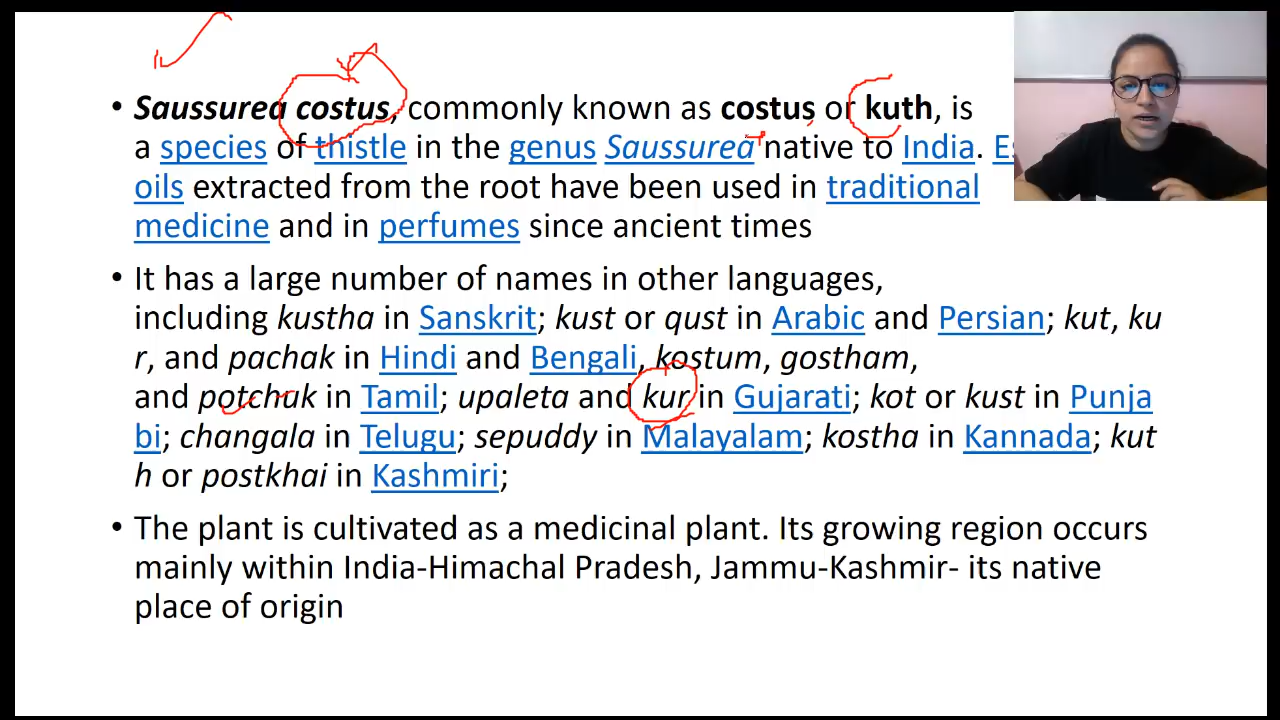 • Saussurea costus, commonly known as costus or kuth, is
a species of thistle in the genus Saussurea native to India.
oils extracted from the root have been used in traditional
medicine and in perfumes since ancient times
• It has a large number of names in other languages,
including kustha in Sanskrit; kust or qust in Arabic and Persian; kut, ku
r, and pachak in Hindi and Bengali, kostum, gostham,
and potchuk in Tamil; upaleta and kur in Gujarati; kot or kust in Punja
bi; changala in Telugu; sepuddy in Malayalam; kostha in Kannada; kut
h or postkhai in Kashmiri;
• The plant is cultivated as a medicinal plant. Its growing region occurs
mainly within India-Himachal Pradesh, Jammu-Kashmir- its native
place of origin